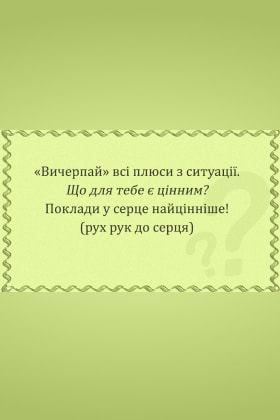 «Вичерпай» всі плюси з ситуації.
Що для тебе є цінним?
Поклади у серце найцінніше!
(рух рук до серця)